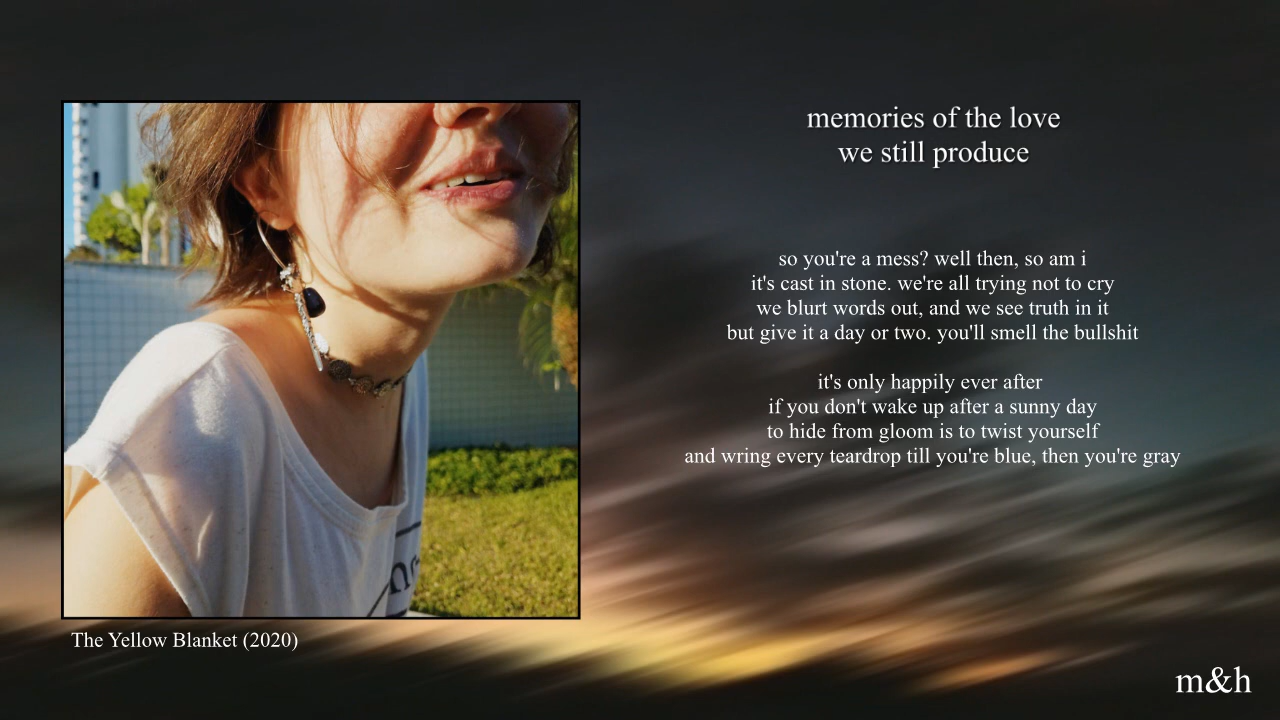 memories of the love
we still produce
so you're a mess? well then, so am i
it's cast in stone. we're all trying not to cry
we blurt words out, and we see truth in it
but give it a day or two. you'll smell the bullshit
it's only happily ever after
if you don't wake up after a sunny day
to hide from gloom is to twist yourself
and wring every teardrop till you're blue, then you're gray
The Yellow Blanket (2020)
m&h